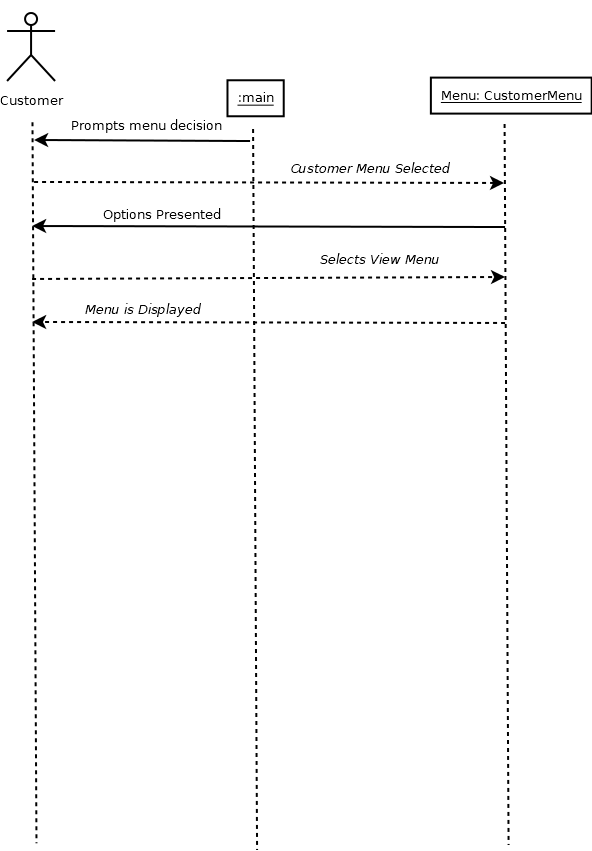 Customer
:main
Menu: CustomerMenu
Prompts menu decision
Customer Menu Selected
Options Presented
Selects View Menu
Menu is Displayed